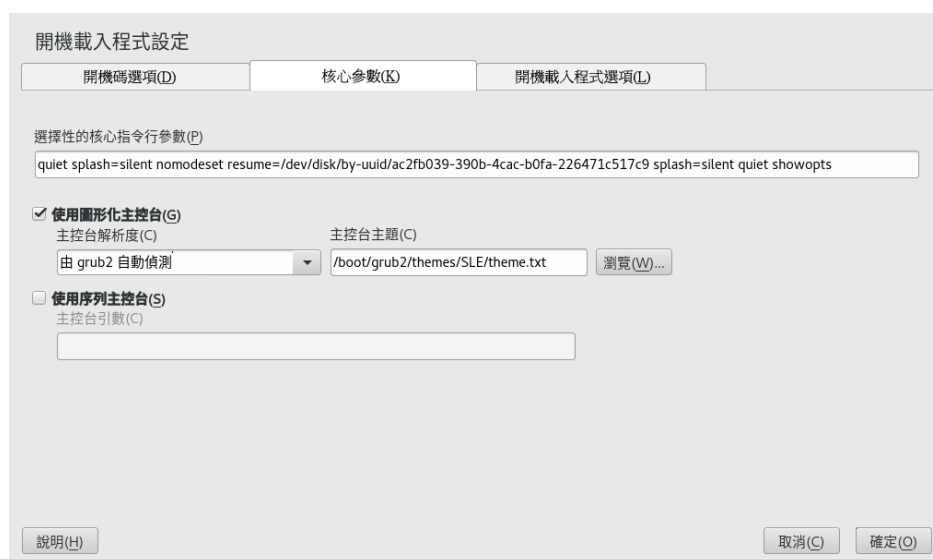 開機載入程式設定
開機碼選項(D) 核心參數(K) 開機載入程式選項(L)
選擇性的核心指令行參數(P)
quiet splash=silent nomodeset resume=/dev/disk/by-uuid/ac2fb039-390b-4cac-b0fa-226471c517c9 splash=silent quiet showopts
使用圖形化主控台(G)
主控台解析度(C) 主控台主題(C)
由 grub2 自動偵測 /boot/grub2/themes/SLE/theme.txt 瀏覽(W)...
使用序列主控台(S)
主控台引數(C)
說明(H) 取消(C) 確定(O)